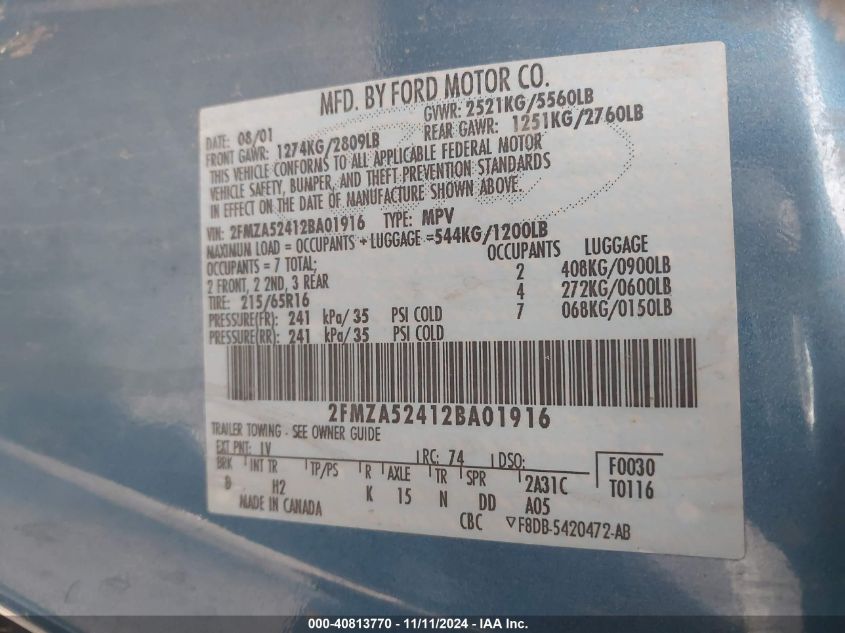 MFD. BY FORD MOTOR CO.
DATE: 08/01 GVWR: 2521KG/5560LB
FRONT GAWR: 1274KG/2809LB REAR GAWR: 1251KG/2760LB
THIS VEHICLE CONFORMS TO ALL APPLICABLE FEDERAL MOTOR
VEHICLE SAFETY, BUMPER, AND THEFT PREVENTION STANDARDS
IN EFFECT ON THE DATE OF MANUFACTURE SHOWN ABOVE.
VIN: 2FMZA52412BA01916 TYPE: MPV
MAXIMUM LOAD = OCCUPANTS + LUGGAGE =544KG/1200LB
OCCUPANTS = 7 TOTAL; OCCUPANTS LUGGAGE
2 FRONT, 2 2ND, 3 REAR 2 408KG/0900LB
TIRE: 215/65R16 4 272KG/0600LB
PRESSURE(FR): 241 kPa/ 35 PSI COLD 7 068KG/0150LB
PRESSURE(RR): 241 kPa/ 35 PSI COLD
2FMZA52412BA01916
TRAILER TOWING - SEE OWNER GUIDE
EXT PNT: IV RC: 74 DSO: F0030
BRK INT TR TP/PS R AXLE TR SPR 2A31C T0116
8 H2 K 15 N DD A05
MADE IN CANADA CBC ▽F8DB-5420472-AB
000-40813770 - 11/11/2024 - IAA Inc.